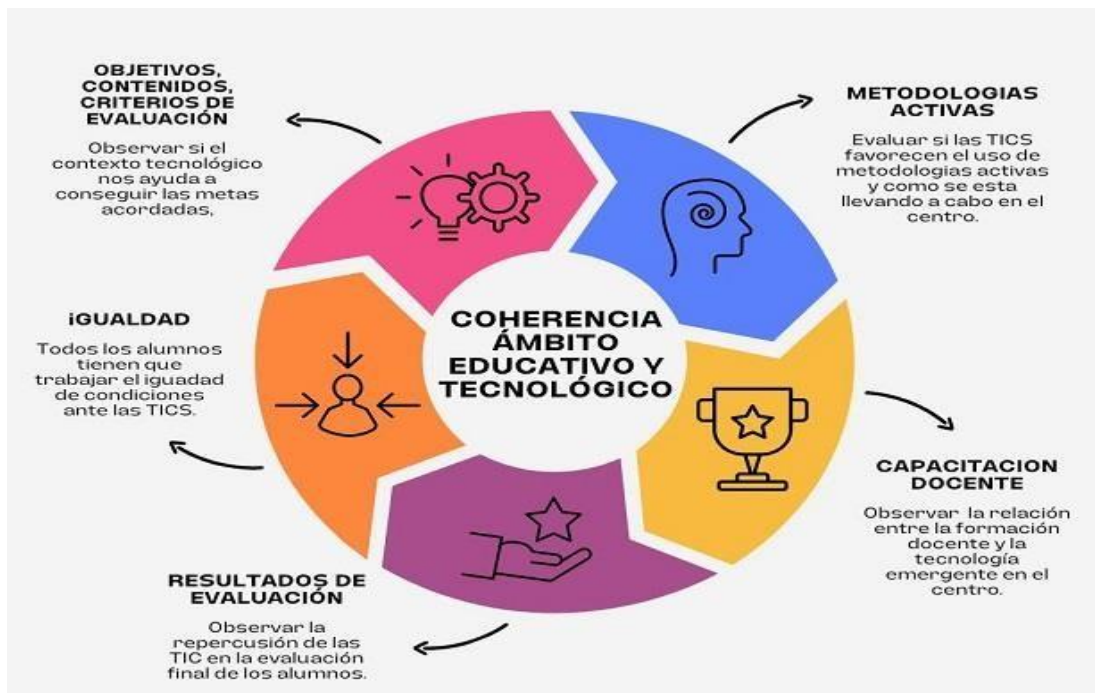 OBJETIVOS,
CONTENIDOS,
CRITERIOS DE
EVALUACIÓN
Observar si el
contexto tecnológico
nos ayuda a
conseguir las metas
acordadas,
METODOLOGIAS
ACTIVAS
Evaluar si las TICS
favorecen el uso de
metodologias activas
y como se esta
llevando a cabo en el
centro.
COHERENCIA
ÁMBITO
EDUCATIVO Y
TECNOLÓGICO
iGUALDAD
Todos los alumnos
tienen que
trabajar el iguadad
de condiciones
ante las TICS.
CAPACITACION
DOCENTE
Observar la relación
entre la formación
docente y la
tecnología
emergente en el
centro.
RESULTADOS DE
EVALUACIÓN
Observar la
repercusión de las
TIC en la evaluación
final de los alumnos.